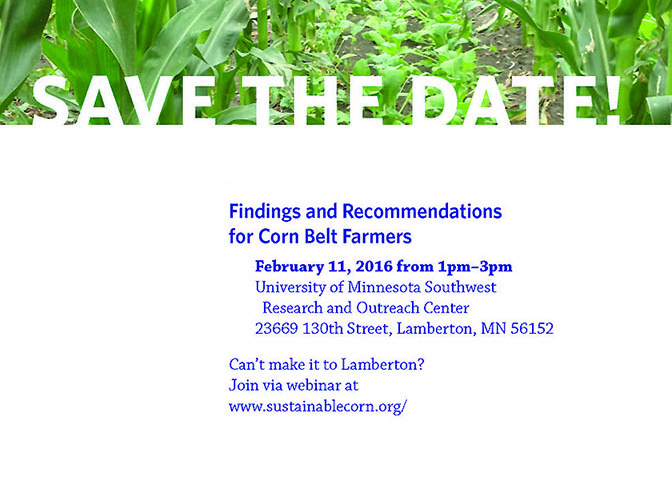 SAVE THE DATE!
Findings and Recommendations
for Corn Belt Farmers
February 11, 2016 from 1pm–3pm
University of Minnesota Southwest
Research and Outreach Center
23669 130th Street, Lamberton, MN 56152
Can't make it to Lamberton?
Join via webinar at
www.sustainablecorn.org/